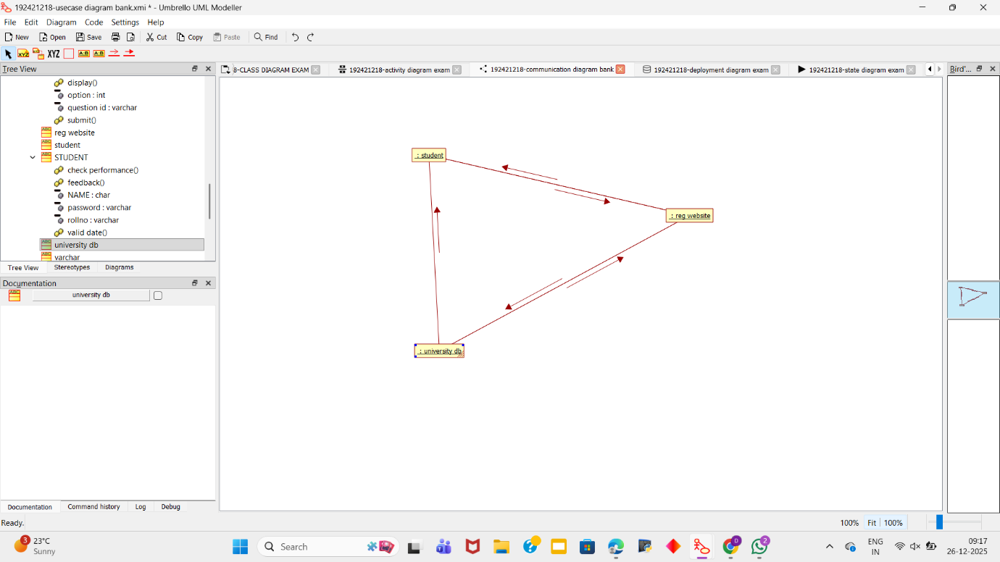 192421218-usecase diagram bank.xmi * - Umbrello UML Modeller
File Edit Diagram Code Settings Help
New Open Save Cut Copy Paste Find
XYZ XYZ A:B A:B
Tree View
8-CLASS DIAGRAM EXAM 192421218-activity diagram exam 192421218-communication diagram bank 192421218-deployment diagram exam 192421218-state diagram exam
Bird'...
display()
option : int
question id : varchar
submit()
reg website
student
STUDENT
check performance()
feedback()
NAME : char
password : varchar
rollno : varchar
valid date()
university db
varchar
Tree View Stereotypes Diagrams
Documentation
university db
: student
: reg website
: university db
Documentation Command history Log Debug
Ready.
100% Fit 100%
3 23°C
Sunny
Search
D
2
ENG
IN
09:17
26-12-2025